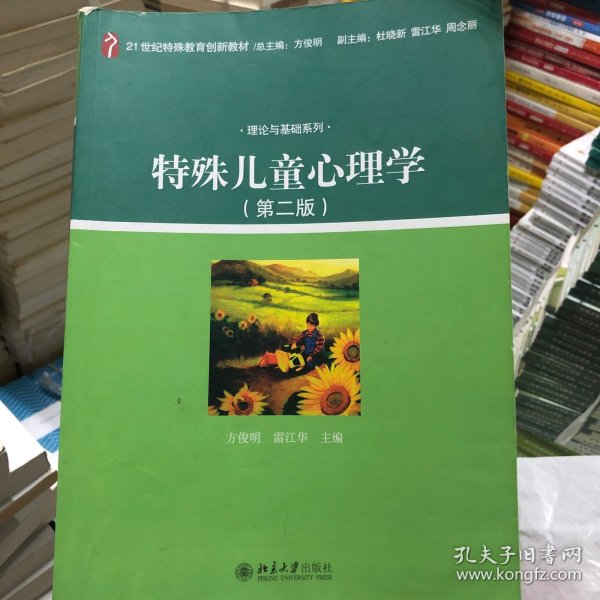 21世纪特殊教育创新教材 /总主编：方俊明 副主编：杜晓新 雷江华 周念丽
·理论与基础系列·
特殊儿童心理学
（第二版）
方俊明 雷江华 主编
北京大学出版社
PEKING UNIVERSITY PRESS
孔夫子旧书网
www.kongfz.com